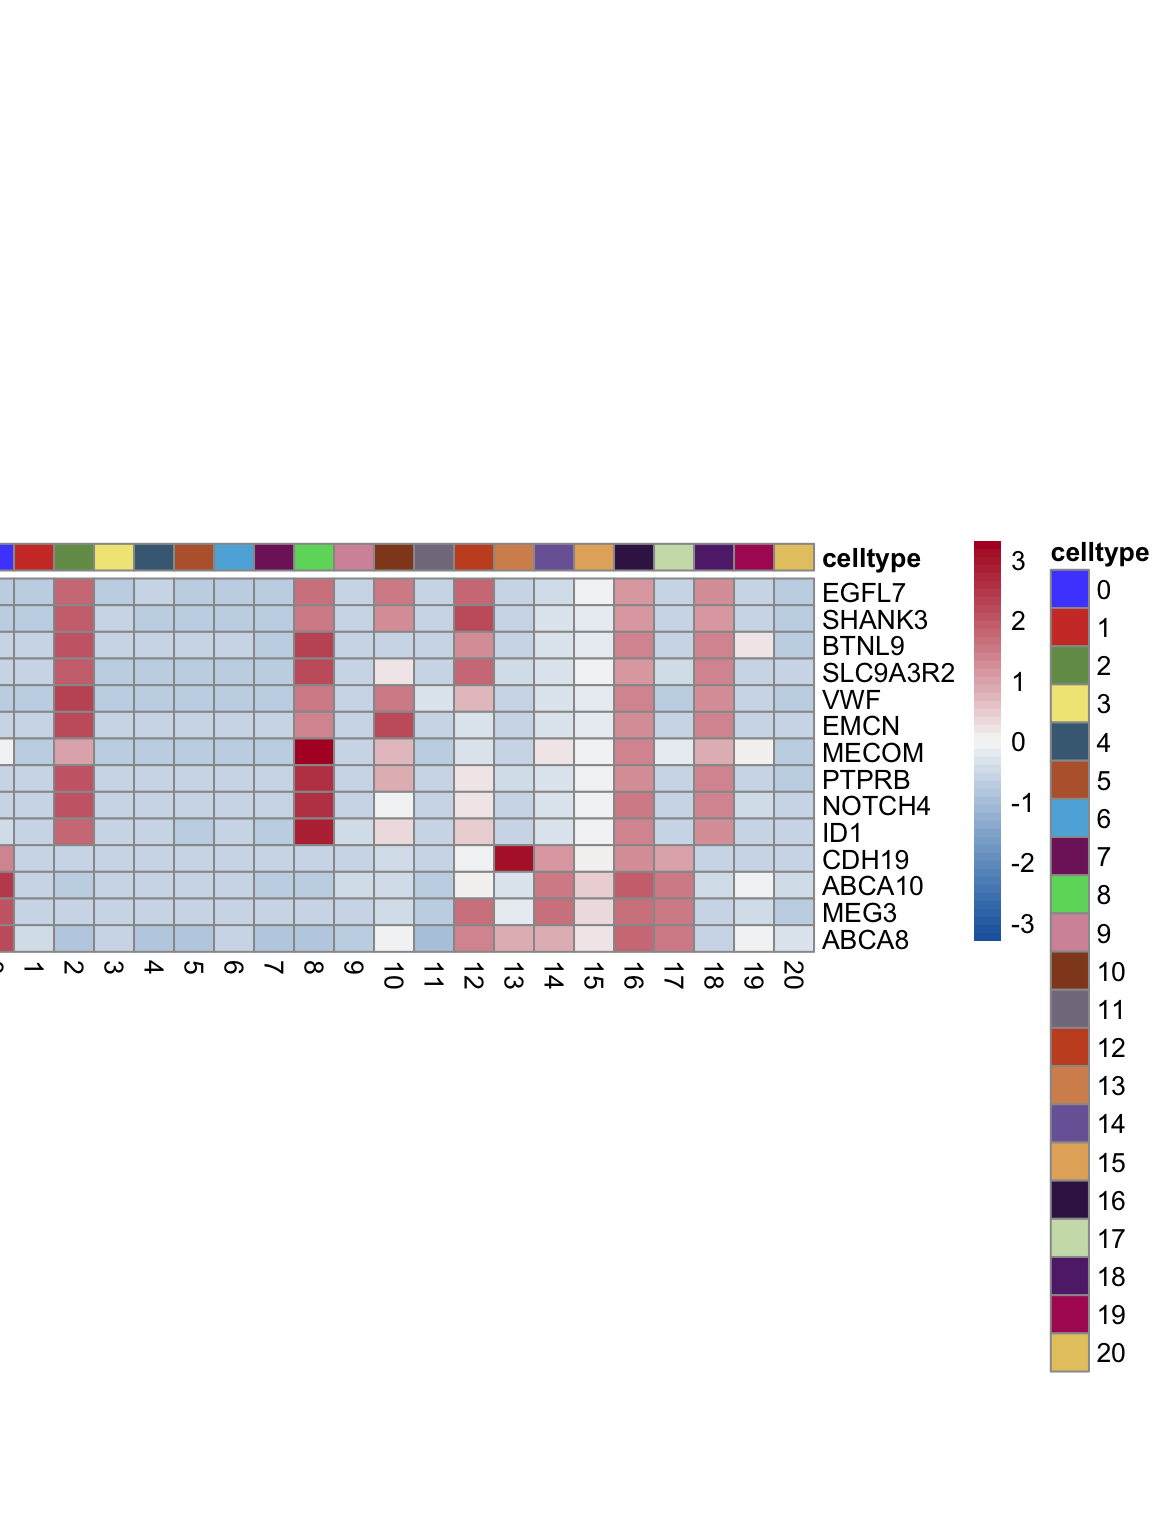 celltype
EGFL7
SHANK3
BTNL9
SLC9A3R2
VWF
EMCN
MECOM
PTPRB
NOTCH4
ID1
CDH19
ABCA10
MEG3
ABCA8
1 2 3 4 5 6 7 8 9 10 11 12 13 14 15 16 17 18 19 20
3
2
1
0
-1
-2
-3
celltype
0
1
2
3
4
5
6
7
8
9
10
11
12
13
14
15
16
17
18
19
20